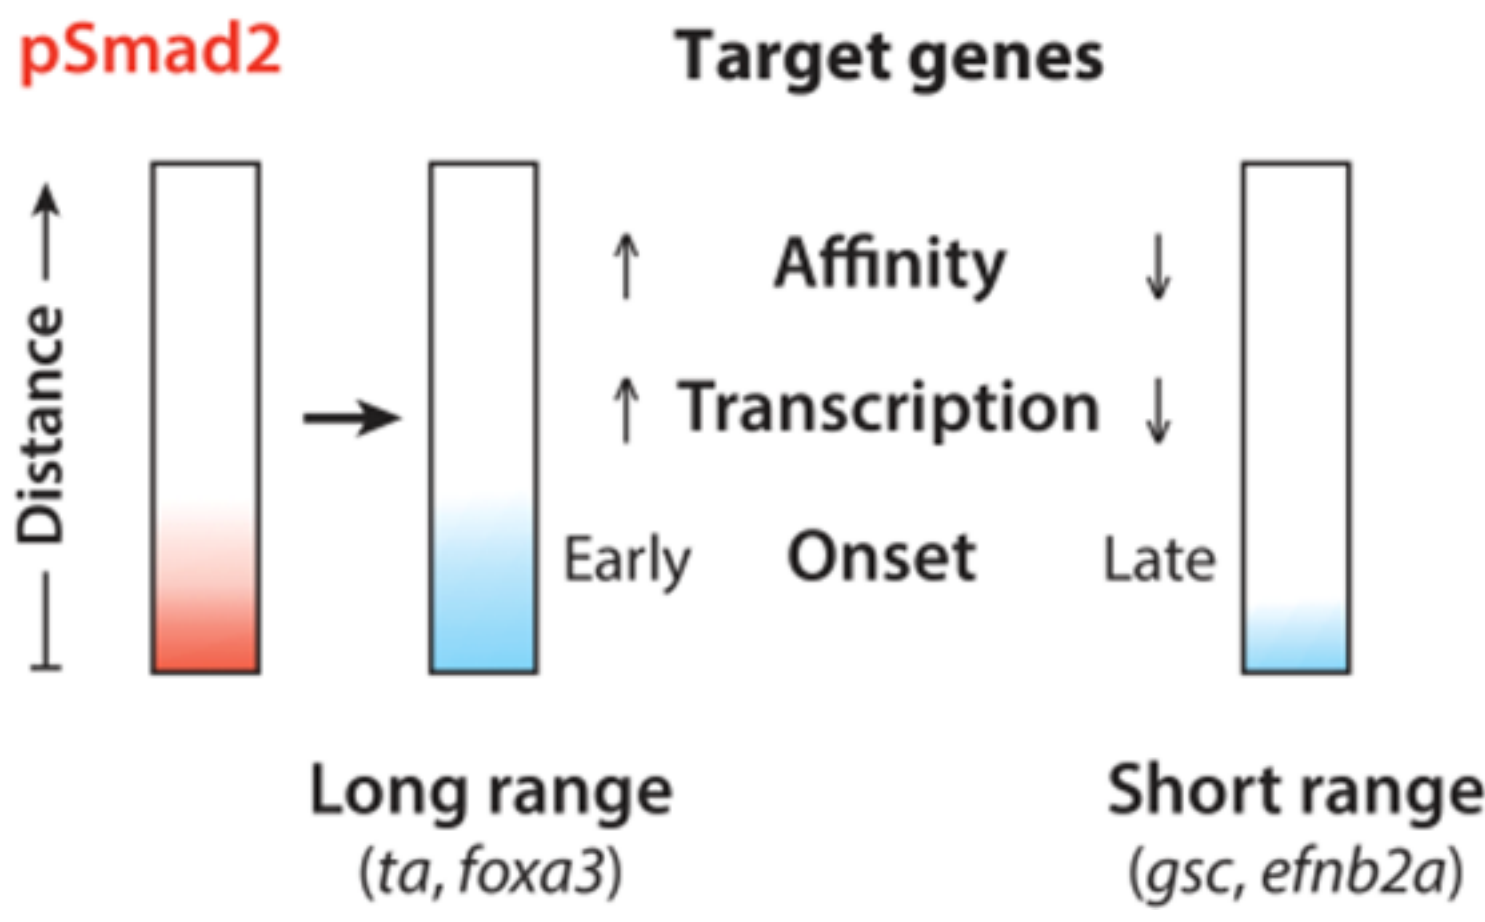 pSmad2
Target genes
Distance
↑ Affinity ↓
↑ Transcription ↓
Early Onset Late
Long range
(ta, foxa3)
Short range
(gsc, efnb2a)